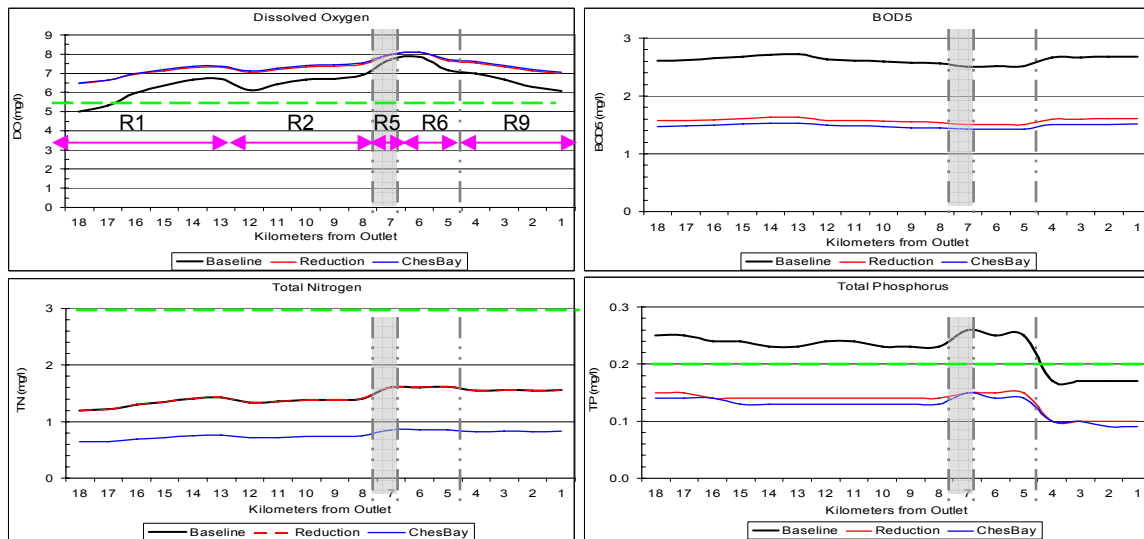 Dissolved Oxygen
9
8
7
6
5
4
3
2
1
0
DO (mg/l)
R1 R2 R5 R6 R9
18 17 16 15 14 13 12 11 10 9 8 7 6 5 4 3 2 1
Kilometers from Outlet
Baseline Reduction ChesBay
BOD5
3
2
1
0
BOD5 (mg/l)
18 17 16 15 14 13 12 11 10 9 8 7 6 5 4 3 2 1
Kilometers from Outlet
Baseline Reduction ChesBay
Total Nitrogen
3
2
1
0
TN (mg/l)
18 17 16 15 14 13 12 11 10 9 8 7 6 5 4 3 2 1
Kilometers from Outlet
Baseline Reduction ChesBay
Total Phosphorus
0.3
0.2
0.1
0.0
TP (mg/l)
18 17 16 15 14 13 12 11 10 9 8 7 6 5 4 3 2 1
Kilometers from Outlet
Baseline Reduction ChesBay